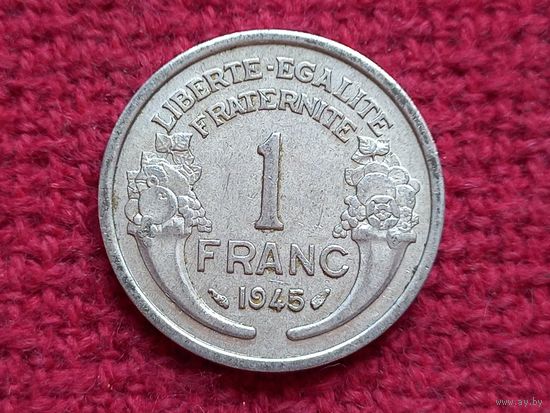 LIBERTE-EGALITE
FRATERNITE
1
FRANC
1945
www.ay.by